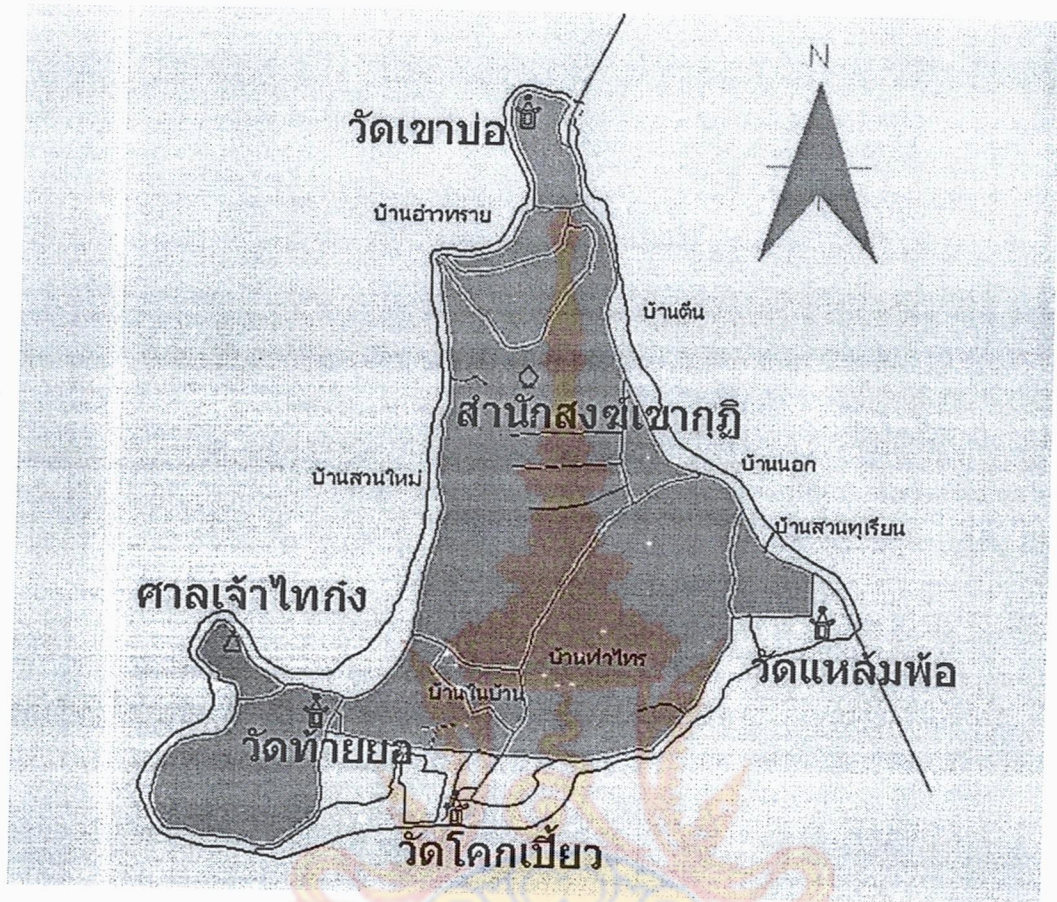 N
วัดเขาบ่อ
บ้านอ่าวทราย
บ้านตีน
สำนักสงฆ์เขากุฏิ
บ้านนอก
บ้านสวนใหม่
บ้านสวนทุเรียน
ศาลเจ้าไทก๋ง
บ้านท่าไทร
วัดแหลมพ้อ
บ้านในบ้าน
วัดท้ายยอ
วัดโคกเปี้ยว